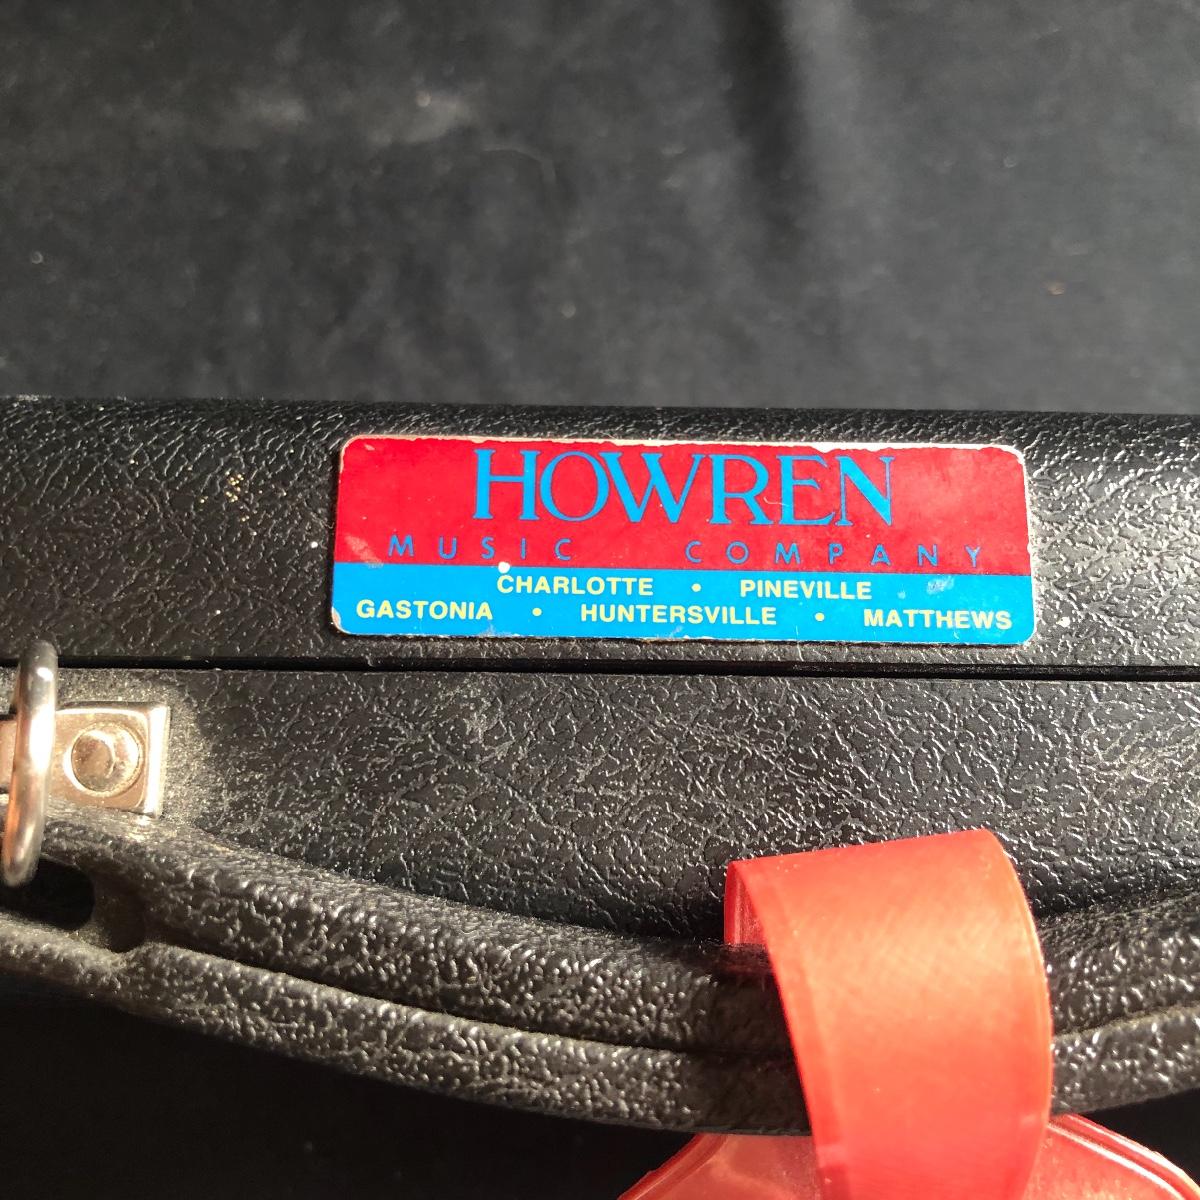 HOWREN
MUSIC COMPANY
CHARLOTTE • PINEVILLE
GASTONIA • HUNTERSVILLE • MATTHEWS